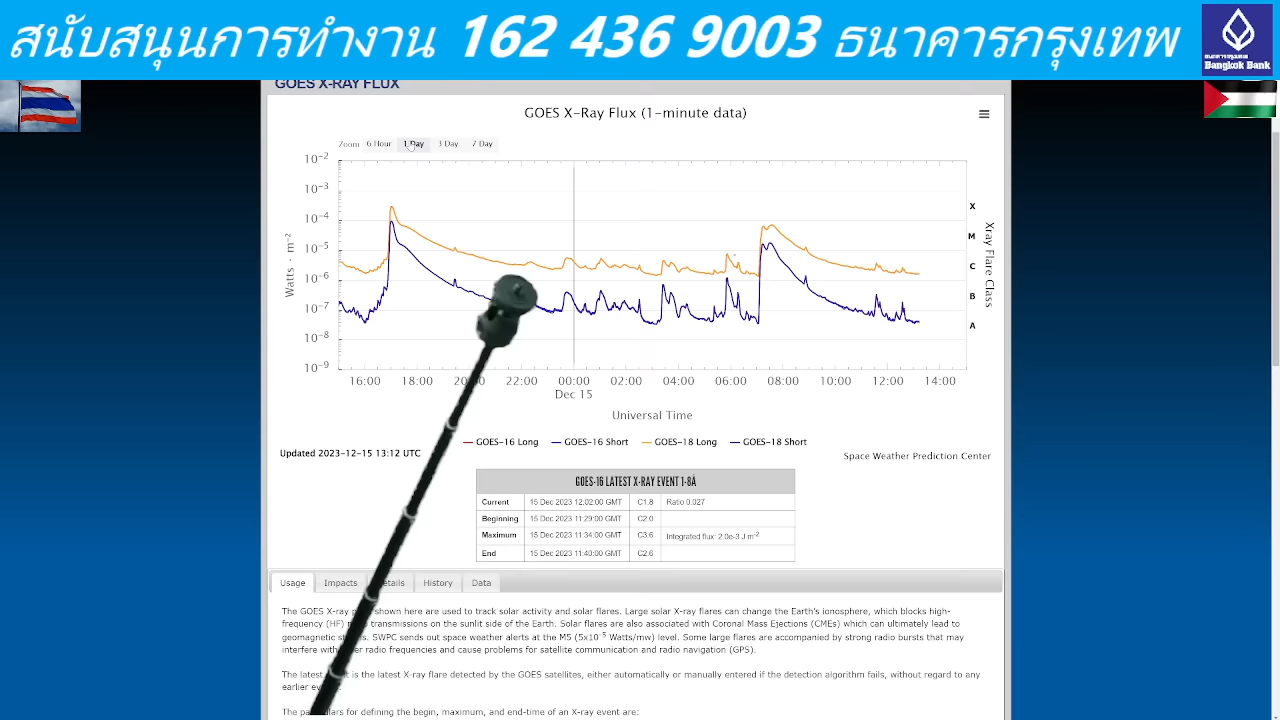 สนับสนุนการทำงาน 162 436 9003 ธนาคารกรุงเทพ
ธนาคารกรุงเทพ
Bangkok Bank
GOES X-RAY FLUX
GOES X-Ray Flux (1-minute data)
Zoom 6 Hour 1 Day 3 Day 7 Day
10⁻²
10⁻³
10⁻⁴
10⁻⁵
10⁻⁶
10⁻⁷
10⁻⁸
10⁻⁹
Watts · m⁻²
X
M
C
B
A
Xray Flare Class
16:00 18:00 20:00 22:00 00:00 02:00 04:00 06:00 08:00 10:00 12:00 14:00
Dec 15
Universal Time
GOES-16 Long GOES-16 Short GOES-18 Long GOES-18 Short
Updated 2023-12-15 13:12 UTC
Space Weather Prediction Center
GOES-16 LATEST X-RAY EVENT 1-8Å
Current 15 Dec 2023 12:02:00 GMT C1.8 Ratio 0.027
Beginning 15 Dec 2023 11:29:00 GMT C2.0
Maximum 15 Dec 2023 11:34:00 GMT C3.6 Integrated flux: 2.0e-3 J m⁻²
End 15 Dec 2023 11:40:00 GMT C2.6
Usage Impacts History Data
The GOES X-ray shown here are used to track solar activity and solar flares. Large solar X-ray flares can change the Earth's ionosphere, which blocks high-
frequency (HF) transmissions on the sunlit side of the Earth. Solar flares are also associated with Coronal Mass Ejections (CMEs) which can ultimately lead to
geomagnetic SWPC sends out space weather alerts at the M5 (5x10⁻⁵ Watts/mw) level. Some large flares are accompanied by strong radio bursts that may
interfere with radio frequencies and cause problems for satellite communication and radio navigation (GPS).
The latest is the latest X-ray flare detected by the GOES satellites, either automatically or manually entered if the detection algorithm fails, without regard to any
earlier
The for defining the begin, maximum, and end-time of an X-ray event are: